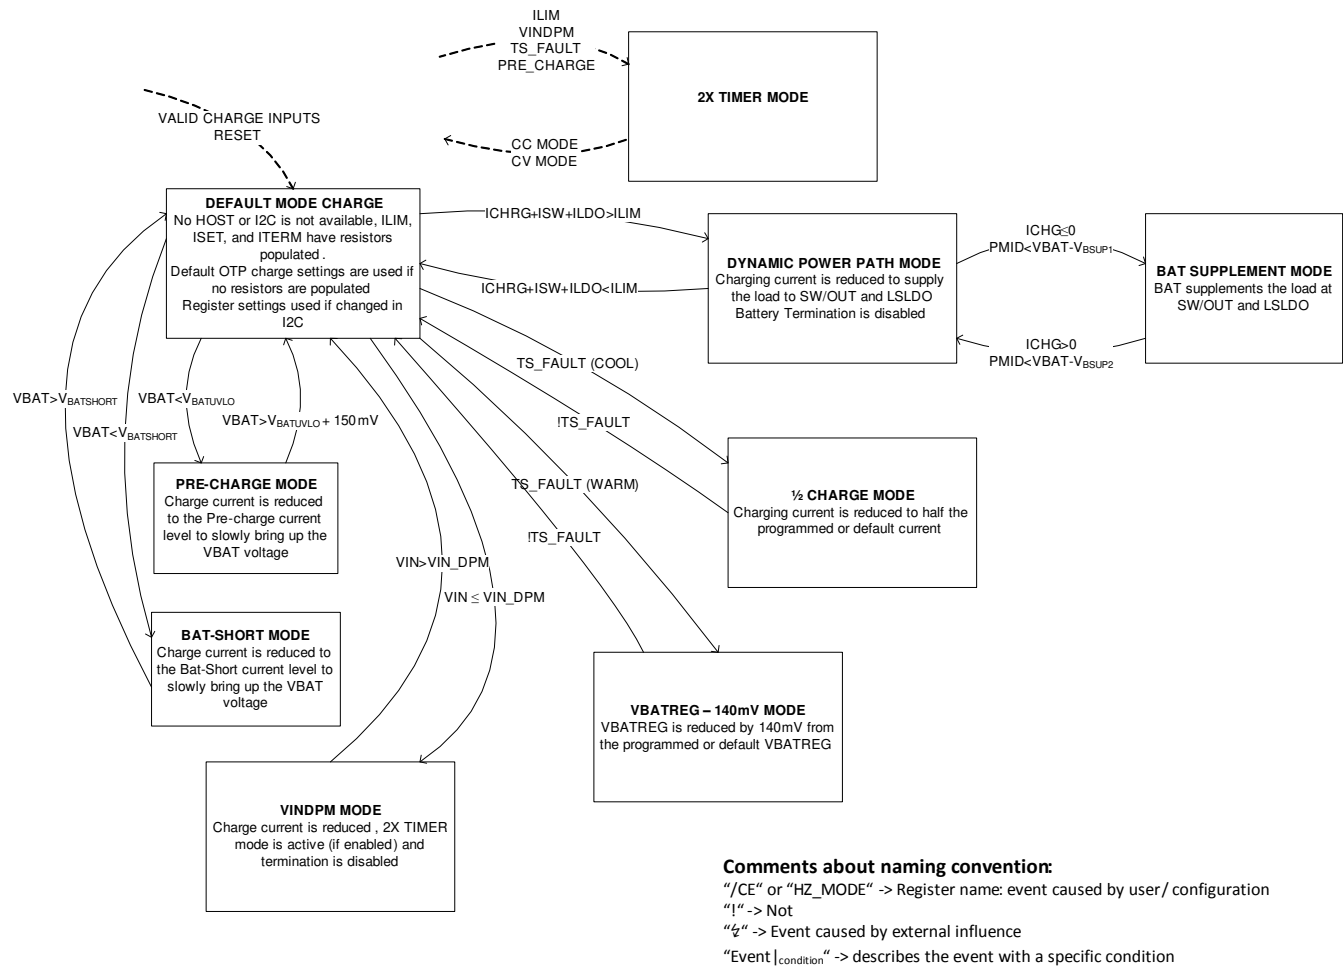 ILIM
VINDPM
TS_FAULT
PRE_CHARGE
2X TIMER MODE
VALID CHARGE INPUTS
RESET
CC MODE
CV MODE
DEFAULT MODE CHARGE
No HOST or I2C is not available, ILIM,
ISET, and ITERM have resistors
populated .
Default OTP charge settings are used if
no resistors are populated
Register settings used if changed in
I2C
ICHRG+ISW+ILDO>ILIM
ICHRG+ISW+ILDO<ILIM
DYNAMIC POWER PATH MODE
Charging current is reduced to supply
the load to SW/OUT and LSLDO
Battery Termination is disabled
ICHG≤0
PMID<VBAT-VBSUP1
ICHG>0
PMID<VBAT-VBSUP2
BAT SUPPLEMENT MODE
BAT supplements the load at
SW/OUT and LSLDO
VBAT>VBATSHORT
VBAT<VBATSHORT
VBAT<VBATUVLO
VBAT>VBATUVLO + 150mV
TS_FAULT (COOL)
!TS_FAULT
TS_FAULT (WARM)
!TS_FAULT
VIN>VIN_DPM
VIN ≤ VIN_DPM
PRE-CHARGE MODE
Charge current is reduced
to the Pre-charge current
level to slowly bring up the
VBAT voltage
½ CHARGE MODE
Charging current is reduced to half the
programmed or default current
BAT-SHORT MODE
Charge current is reduced to
the Bat-Short current level to
slowly bring up the VBAT
voltage
VBATREG – 140mV MODE
VBATREG is reduced by 140mV from
the programmed or default VBATREG
VINDPM MODE
Charge current is reduced , 2X TIMER
mode is active (if enabled) and
termination is disabled
Comments about naming convention:
“/CE“ or “HZ_MODE“ -> Register name: event caused by user/ configuration
“!“ -> Not
“↯“ -> Event caused by external influence
“Event|condition“ -> describes the event with a specific condition